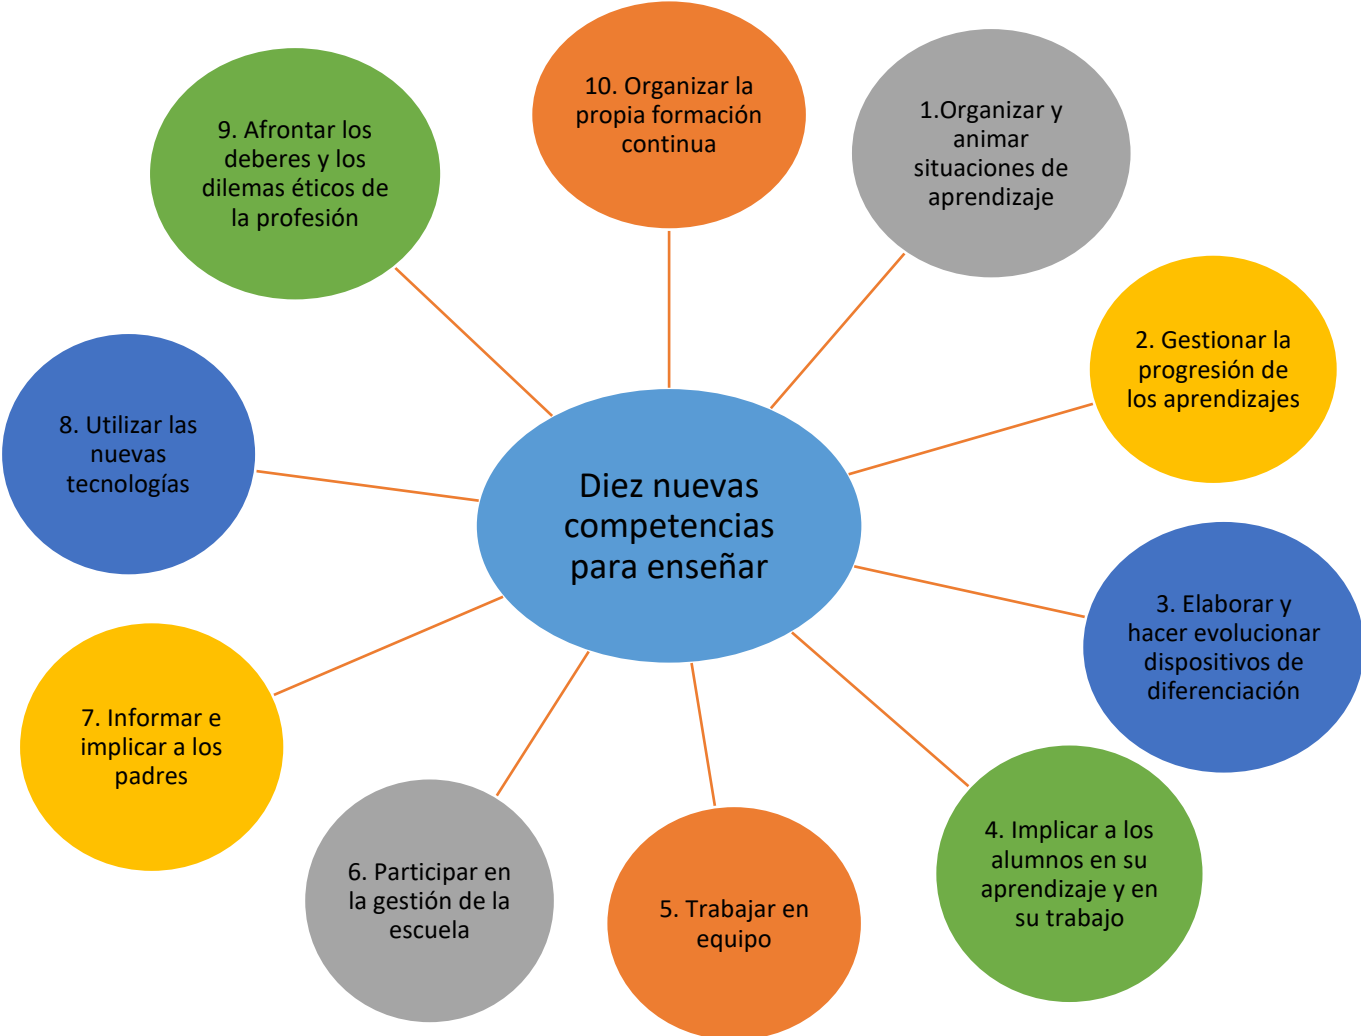 Diez nuevas
competencias
para enseñar
1.Organizar y
animar
situaciones de
aprendizaje
2. Gestionar la
progresión de
los aprendizajes
3. Elaborar y
hacer evolucionar
dispositivos de
diferenciación
4. Implicar a los
alumnos en su
aprendizaje y en
su trabajo
5. Trabajar en
equipo
6. Participar en
la gestión de la
escuela
7. Informar e
implicar a los
padres
8. Utilizar las
nuevas
tecnologías
9. Afrontar los
deberes y los
dilemas éticos de
la profesión
10. Organizar la
propia formación
continua